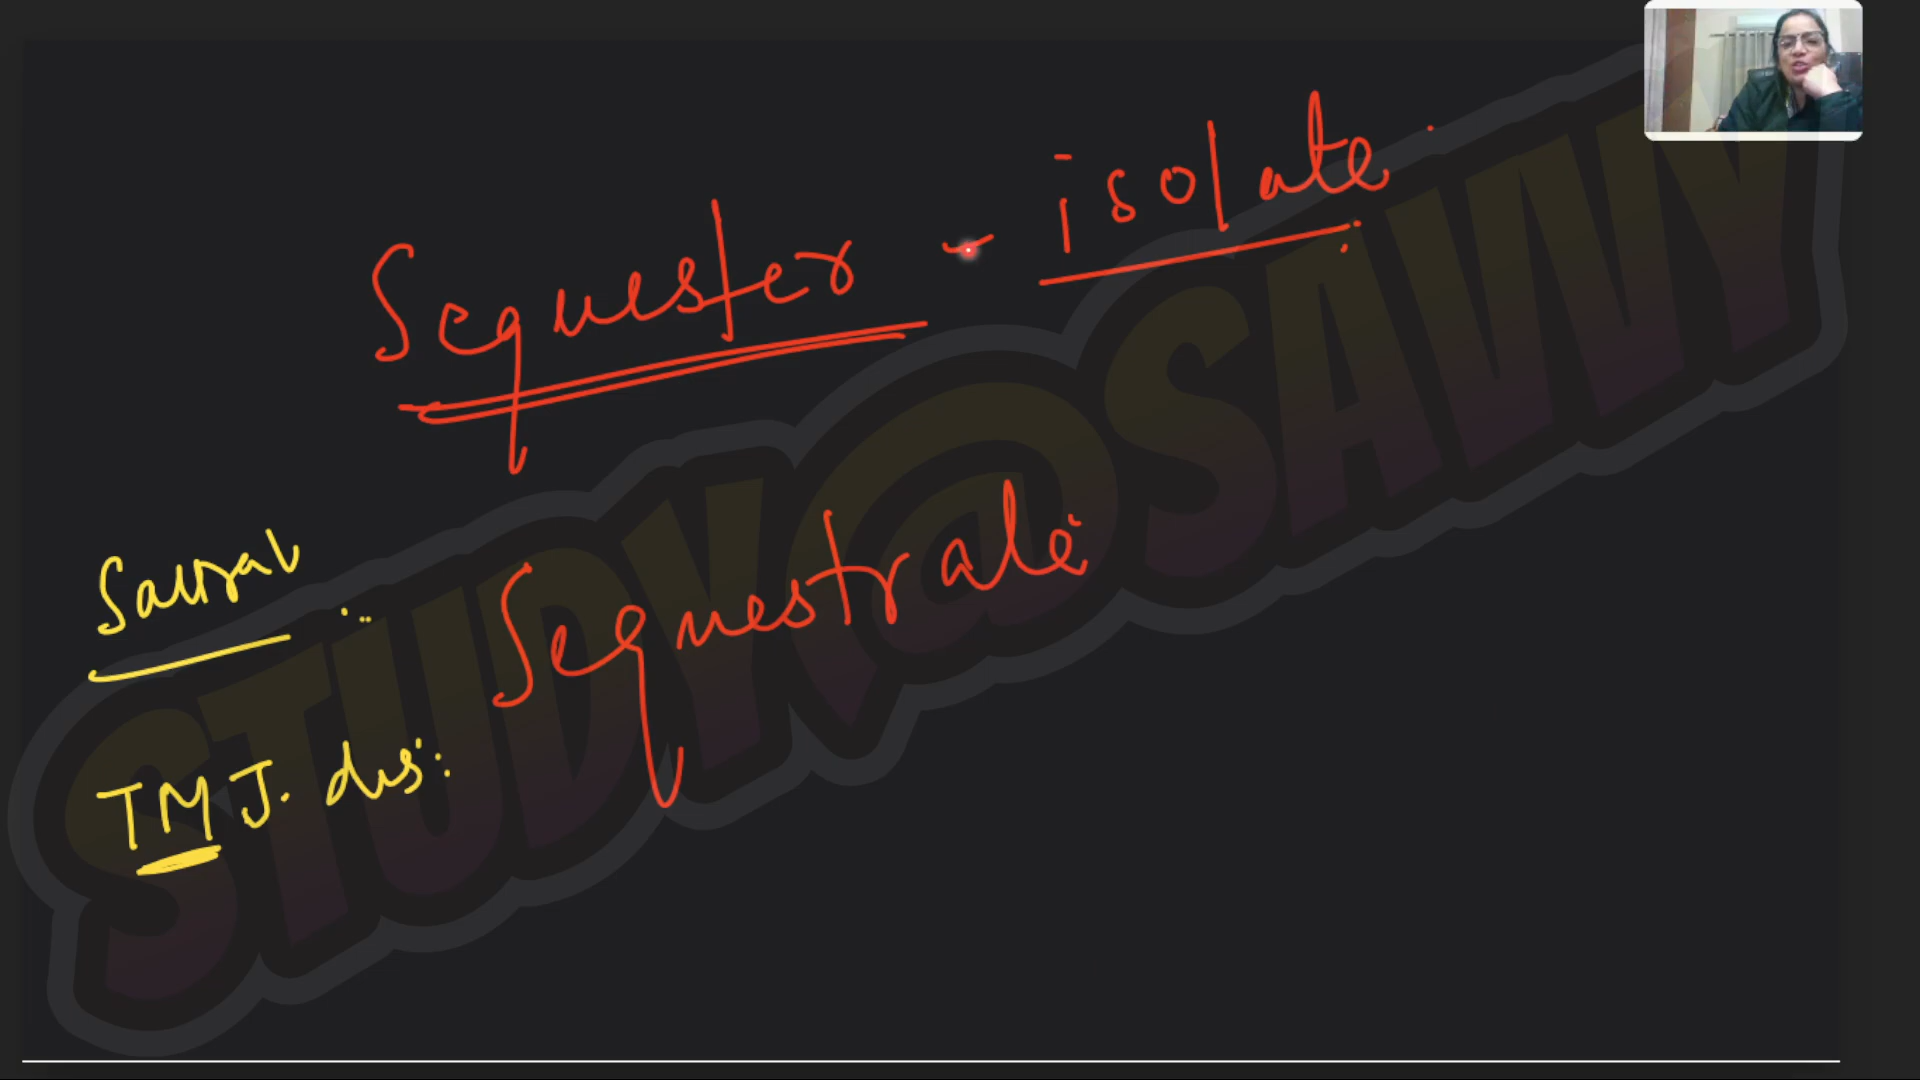 Sequester - isolate
Saurav
Sequestrate
TMJ. dis:
STUDY@SAVVY